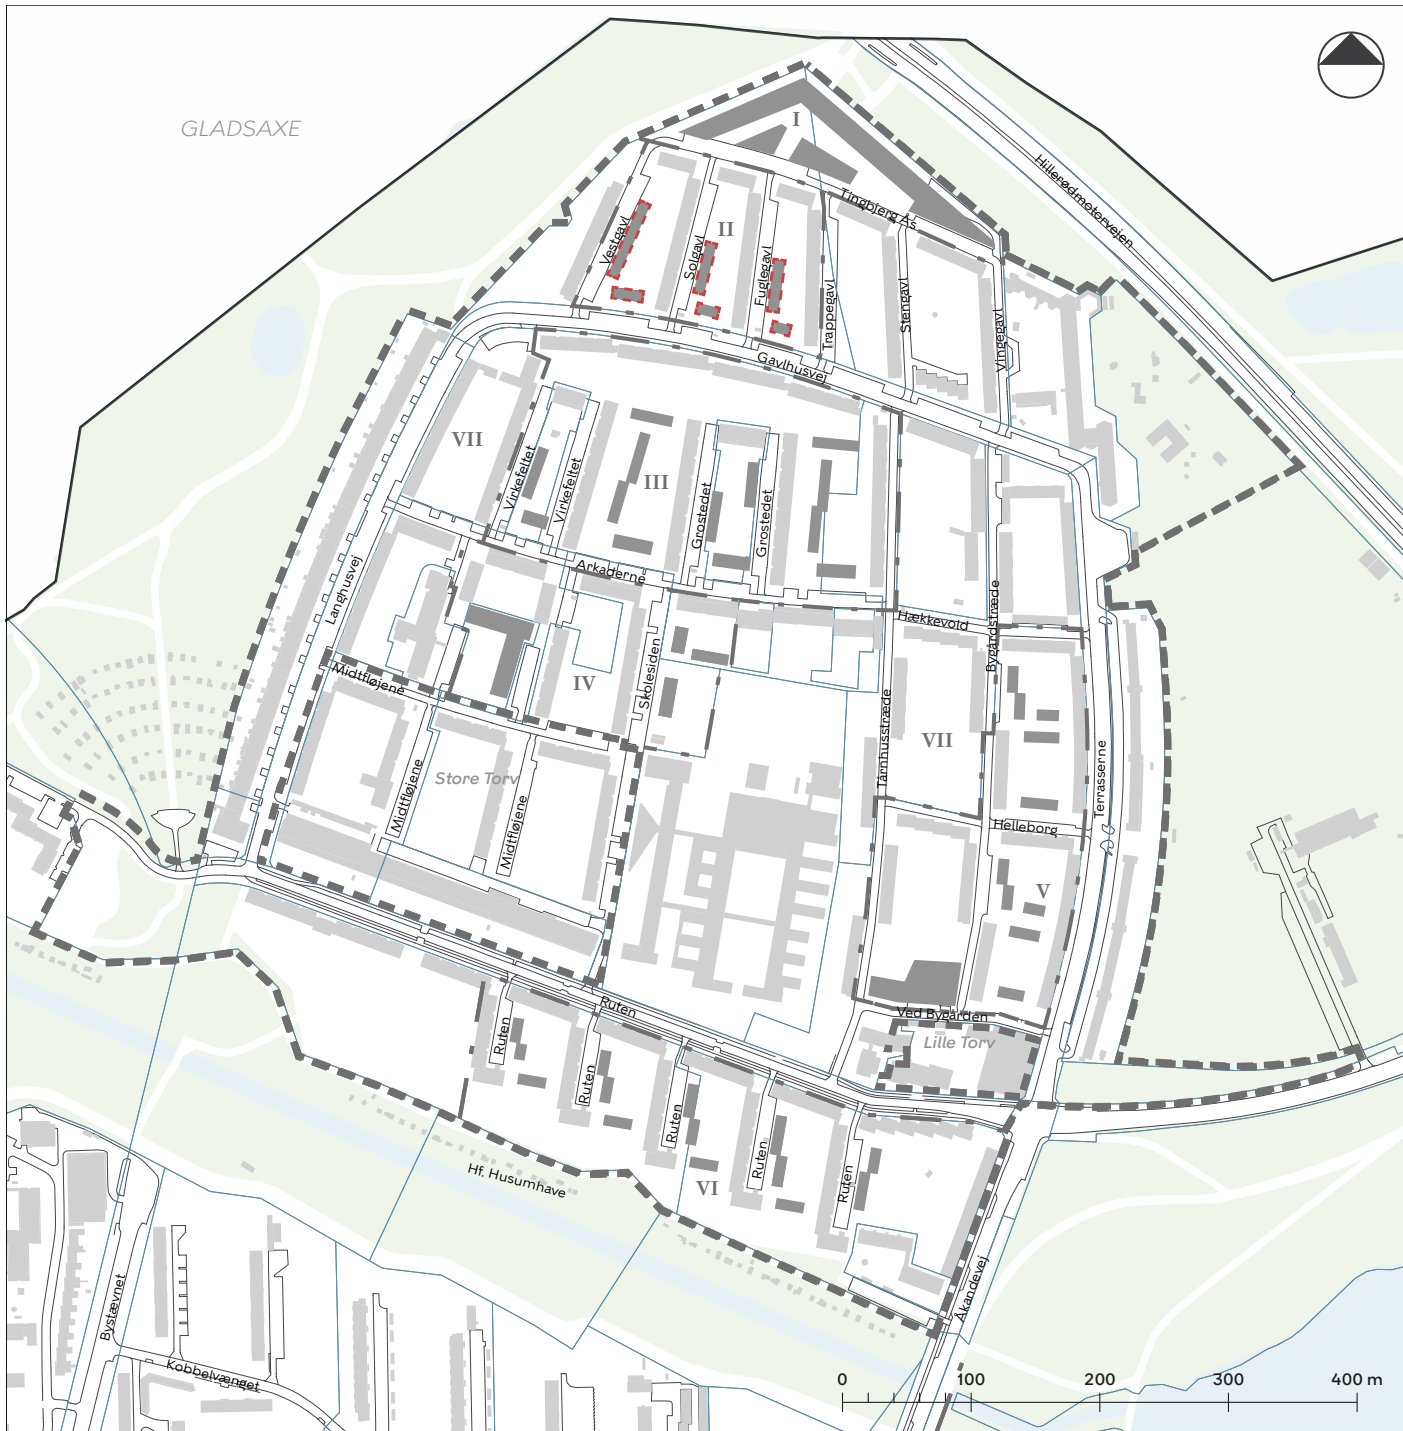 GLADSAXE
I
Hillerødmotorvejen
Tingbjerg Ås
II
Vestgavl
Solgavl
Fuglegavl
Trappegavl
Stengavl
Vingegavl
Gavlhusvej
VII
Virkefeltet
Virkefeltet
III
Grostedet
Grostedet
Arkaderne
Langhusvej
Hækkevold
Bygårdstræde
Midtfløjene
IV
Skolesiden
Tårnhusstræde
VII
Terrasserne
Store Torv
Midtfløjene
Midtfløjene
Helleborg
V
Ruten
Ved Bygården
Lille Torv
Ruten
Ruten
Ruten
Ruten
Ruten
VI
Hf. Husumhave
Åkandevej
Bystævnet
Kobbelvænget
0 100 200 300 400 m